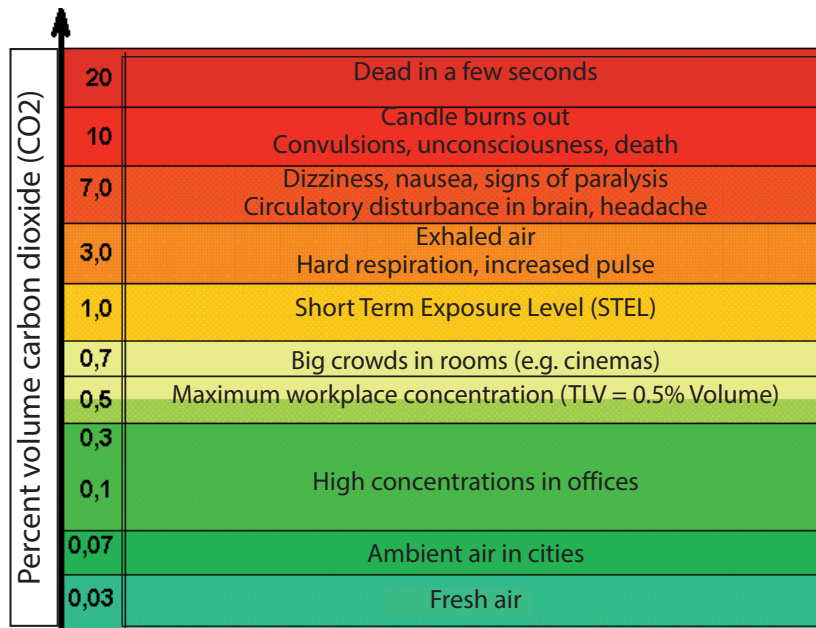 Percent volume carbon dioxide (CO2)
20
Dead in a few seconds
10
Candle burns out
Convulsions, unconsciousness, death
7,0
Dizziness, nausea, signs of paralysis
Circulatory disturbance in brain, headache
3,0
Exhaled air
Hard respiration, increased pulse
1,0
Short Term Exposure Level (STEL)
0,7
Big crowds in rooms (e.g. cinemas)
0,5
Maximum workplace concentration (TLV = 0.5% Volume)
0,3
0,1
High concentrations in offices
0,07
Ambient air in cities
0,03
Fresh air